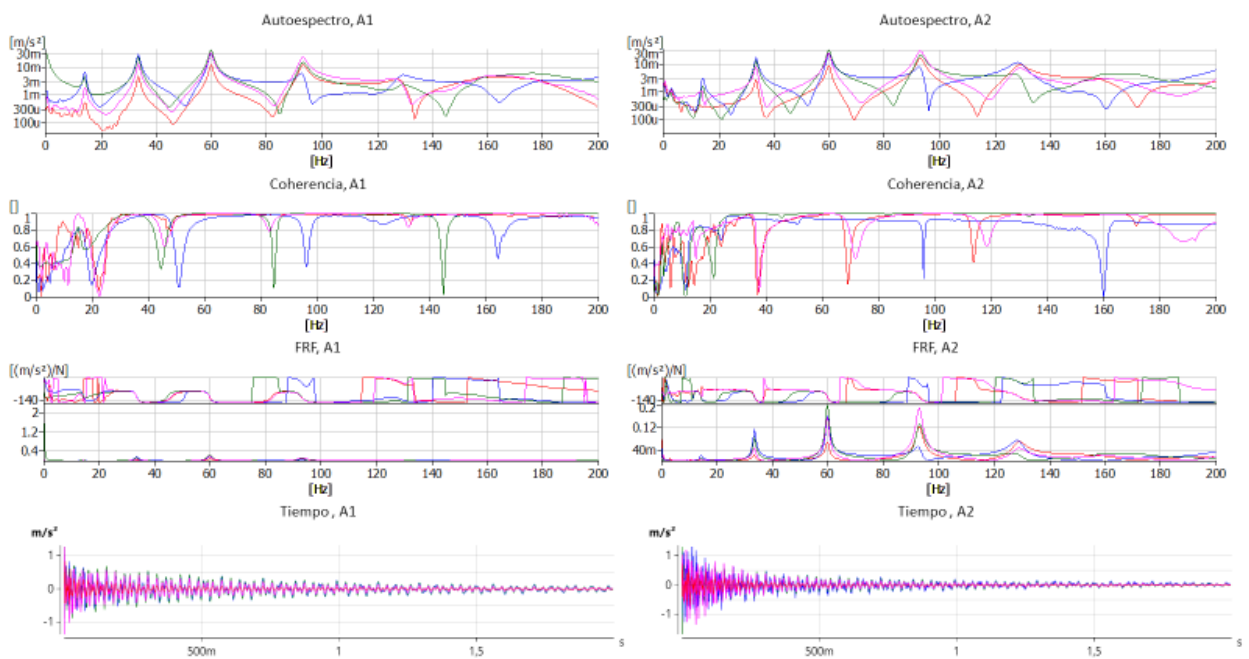 Autoespectro, A1
[m/s²]
30m
10m
3m
1m
300u
100u
0 20 40 60 80 100 120 140 160 180 200
[Hz]
Autoespectro, A2
[m/s²]
30m
10m
3m
1m
300u
100u
0 20 40 60 80 100 120 140 160 180 200
[Hz]
Coherencia, A1
[]
1
0.8
0.6
0.4
0.2
0
0 20 40 60 80 100 120 140 160 180 200
[Hz]
Coherencia, A2
[]
1
0.8
0.6
0.4
0.2
0
0 20 40 60 80 100 120 140 160 180 200
[Hz]
FRF, A1
[(m/s²)/N]
-140
2
1.2
0.4
0 20 40 60 80 100 120 140 160 180 200
[Hz]
FRF, A2
[(m/s²)/N]
-140
0.2
0.12
40m
0 20 40 60 80 100 120 140 160 180 200
[Hz]
Tiempo , A1
m/s²
1
0
-1
500m 1 1,5 s
Tiempo , A2
m/s²
1
0
-1
500m 1 1,5 s